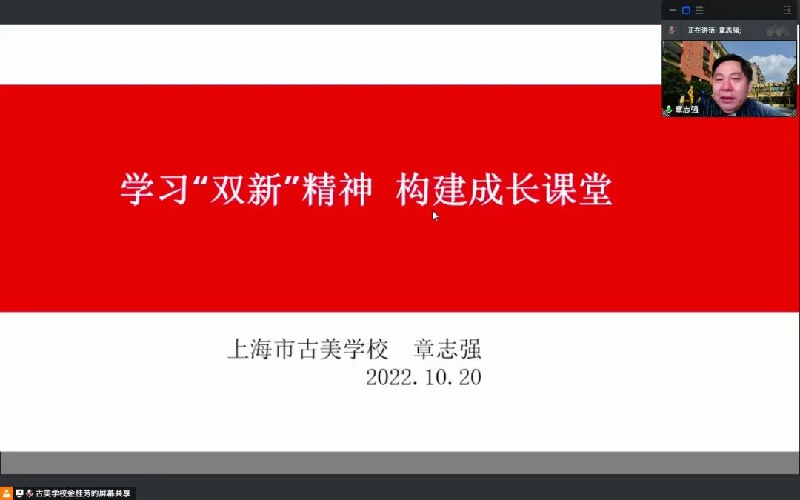 正在讲话: 章志强;
章志强
学习“双新”精神 构建成长课堂
上海市古美学校 章志强
2022.10.20
古美学校金桂芳的屏幕共享